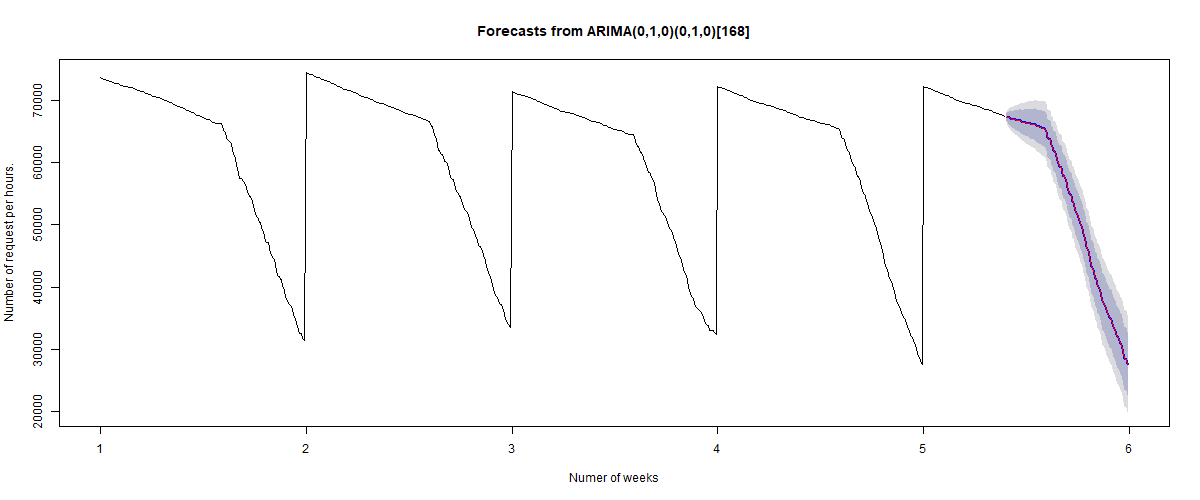 Forecasts from ARIMA(0,1,0)(0,1,0)[168]
Number of request per hours.
70000
60000
50000
40000
30000
20000
1 2 3 4 5 6
Numer of weeks